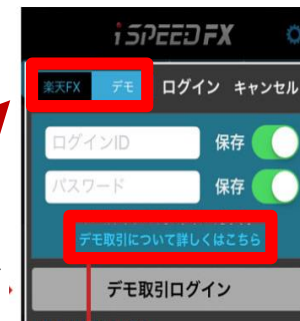 iSPEED FX
楽天FX デモ ログイン キャンセル
ログインID 保存
パスワード 保存
デモ取引について詳しくはこちら
デモ取引ログイン